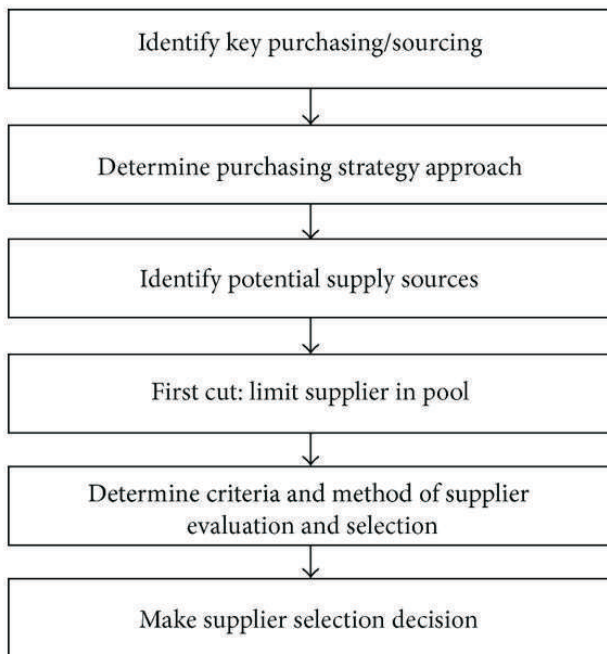 Identify key purchasing/sourcing
Determine purchasing strategy approach
Identify potential supply sources
First cut: limit supplier in pool
Determine criteria and method of supplier
evaluation and selection
Make supplier selection decision